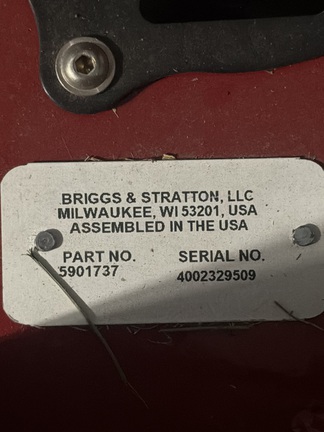 BRIGGS & STRATTON, LLC
MILWAUKEE, WI 53201, USA
ASSEMBLED IN THE USA
PART NO. SERIAL NO.
5901737 4002329509